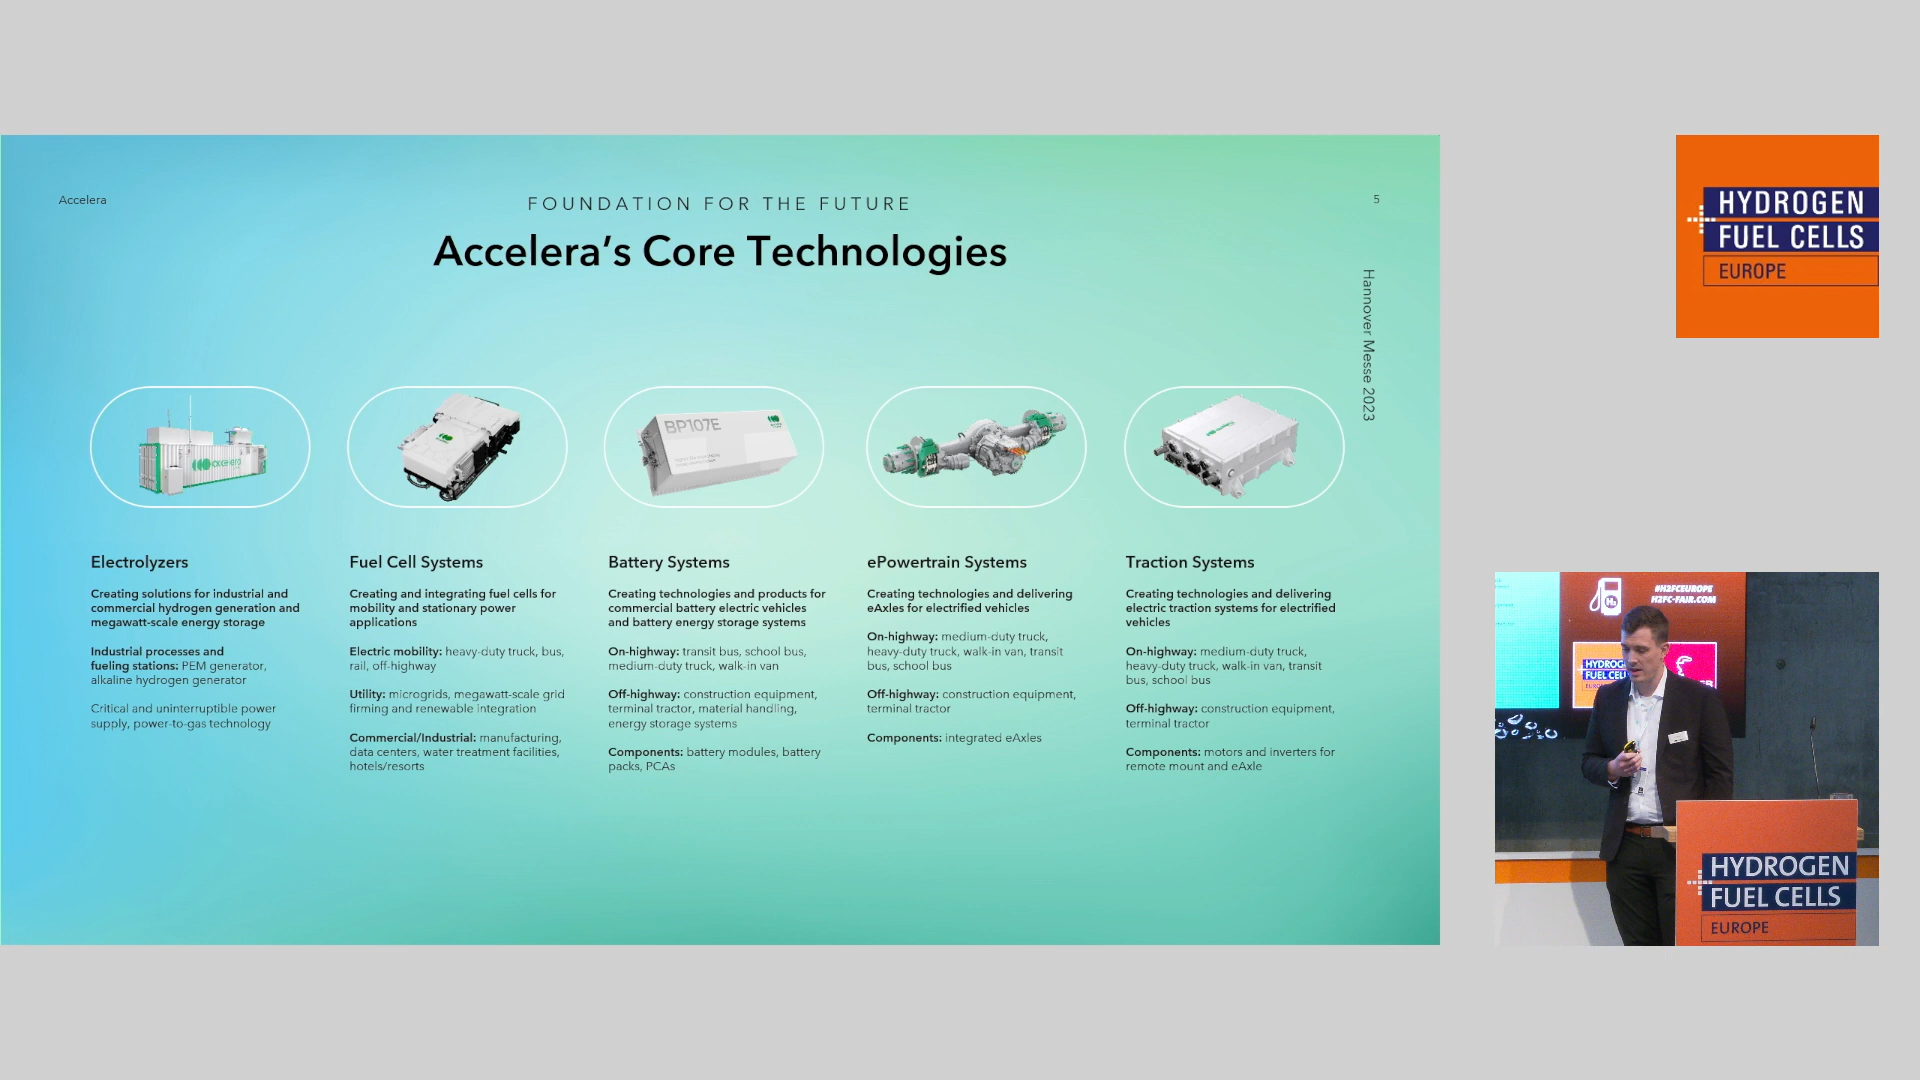 Accelera
FOUNDATION FOR THE FUTURE
5
Accelera's Core Technologies
Hannover Messe 2023
accelera
BP107E
Electrolyzers
Creating solutions for industrial and
commercial hydrogen generation and
megawatt-scale energy storage
Industrial processes and
fueling stations: PEM generator,
alkaline hydrogen generator
Critical and uninterruptible power
supply, power-to-gas technology
Fuel Cell Systems
Creating and integrating fuel cells for
mobility and stationary power
applications
Electric mobility: heavy-duty truck, bus,
rail, off-highway
Utility: microgrids, megawatt-scale grid
firming and renewable integration
Commercial/Industrial: manufacturing,
data centers, water treatment facilities,
hotels/resorts
Battery Systems
Creating technologies and products for
commercial battery electric vehicles
and battery energy storage systems
On-highway: transit bus, school bus,
medium-duty truck, walk-in van
Off-highway: construction equipment,
terminal tractor, material handling,
energy storage systems
Components: battery modules, battery
packs, PCAs
ePowertrain Systems
Creating technologies and delivering
eAxles for electrified vehicles
On-highway: medium-duty truck,
heavy-duty truck, walk-in van, transit
bus, school bus
Off-highway: construction equipment,
terminal tractor
Components: integrated eAxles
Traction Systems
Creating technologies and delivering
electric traction systems for electrified
vehicles
On-highway: medium-duty truck,
heavy-duty truck, walk-in van, transit
bus, school bus
Off-highway: construction equipment,
terminal tractor
Components: motors and inverters for
remote mount and eAxle
HYDROGEN
FUEL CELLS
EUROPE
#H2FCEUROPE
H2FC-FAIR.COM
H2
HYDROGEN
FUEL CELLS
EUROPE